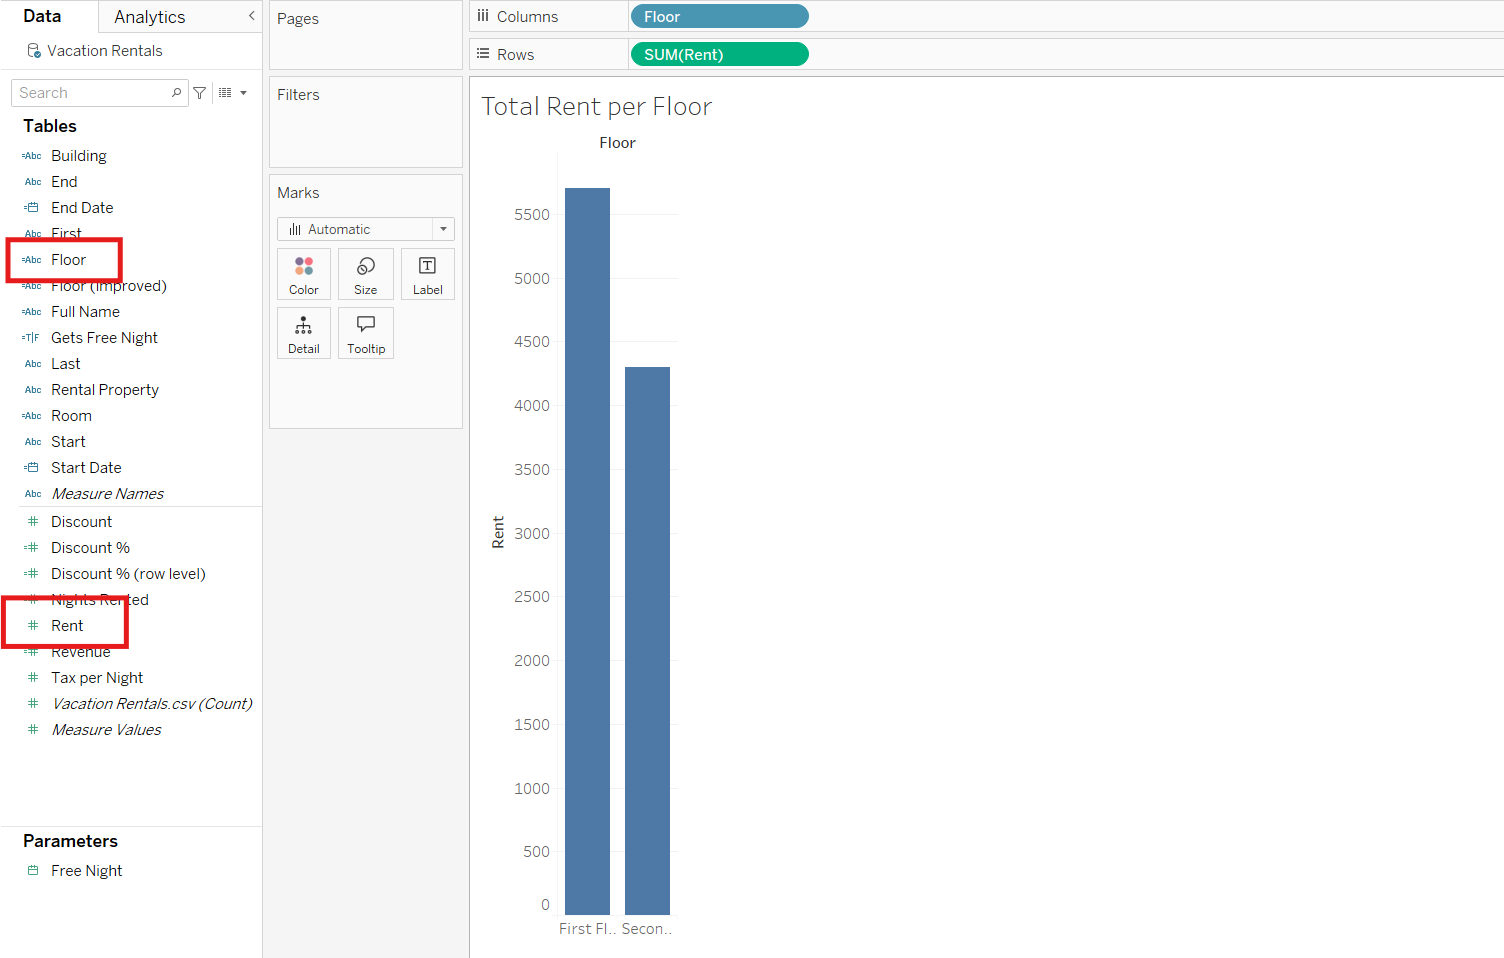 Data
Analytics
Vacation Rentals
Search
Tables
Abc Building
Abc End
End Date
Abc First
Abc Floor
Abc Floor (Improved)
Abc Full Name
T|F Gets Free Night
Abc Last
Abc Rental Property
Abc Room
Abc Start
Start Date
Abc Measure Names
# Discount
# Discount %
# Discount % (row level)
# Nights Rented
# Rent
# Revenue
# Tax per Night
# Vacation Rentals.csv (Count)
# Measure Values
Parameters
Free Night
Pages
Filters
Marks
Automatic
Color
Size
Label
Detail
Tooltip
Columns
Floor
Rows
SUM(Rent)
Total Rent per Floor
Floor
5500
5000
4500
4000
3500
3000
2500
2000
1500
1000
500
0
Rent
First Fl..
Secon..